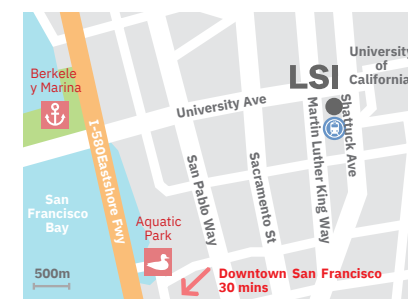 University
of
California
LSI
Berkele
y Marina
University Ave
Shattuck Ave
Martin Luther King Way
I-580Eastshore Fwy
San Pablo Way
Sacramento St
San
Francisco
Bay
Aquatic
Park
500m
Downtown San Francisco
30 mins